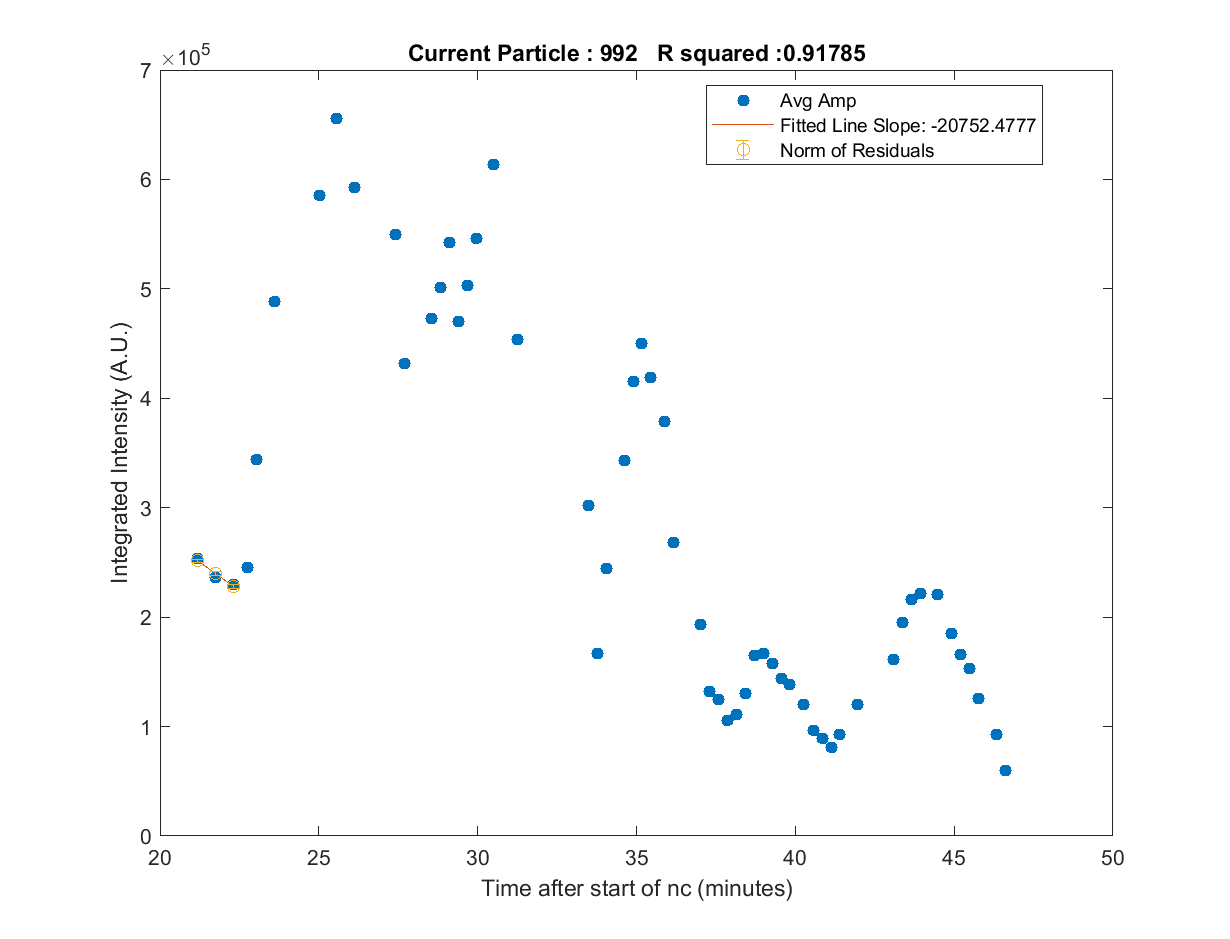 Current Particle : 992 R squared :0.91785
×10^5
Avg Amp
Fitted Line Slope: -20752.4777
Norm of Residuals
7
6
5
4
3
2
1
0
Integrated Intensity (A.U.)
20 25 30 35 40 45 50
Time after start of nc (minutes)